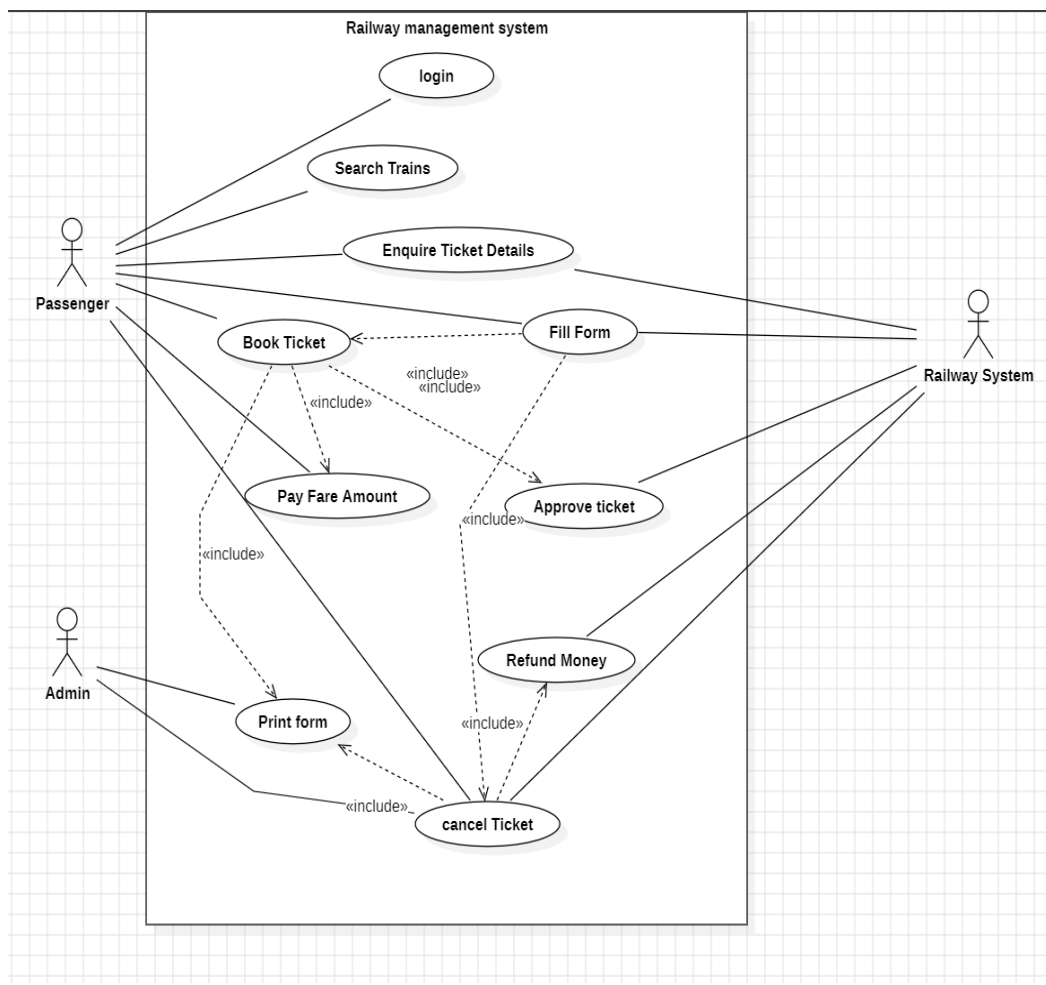 Railway management system
login
Search Trains
Enquire Ticket Details
Passenger
Fill Form
Book Ticket
Railway System
«include»
«include»
«include»
Pay Fare Amount
Approve ticket
«include»
«include»
Refund Money
Admin
Print form
«include»
«include»
cancel Ticket